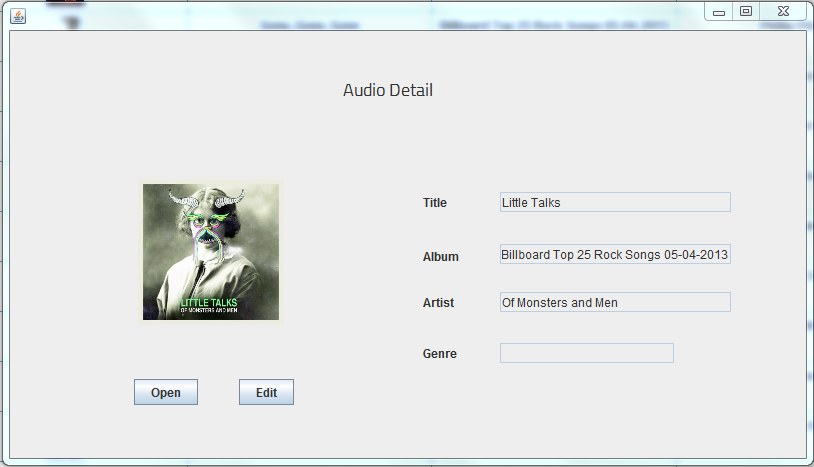 Audio Detail
LITTLE TALKS
OF MONSTERS AND MEN
Title Little Talks
Album Billboard Top 25 Rock Songs 05-04-2013
Artist Of Monsters and Men
Genre
Open Edit